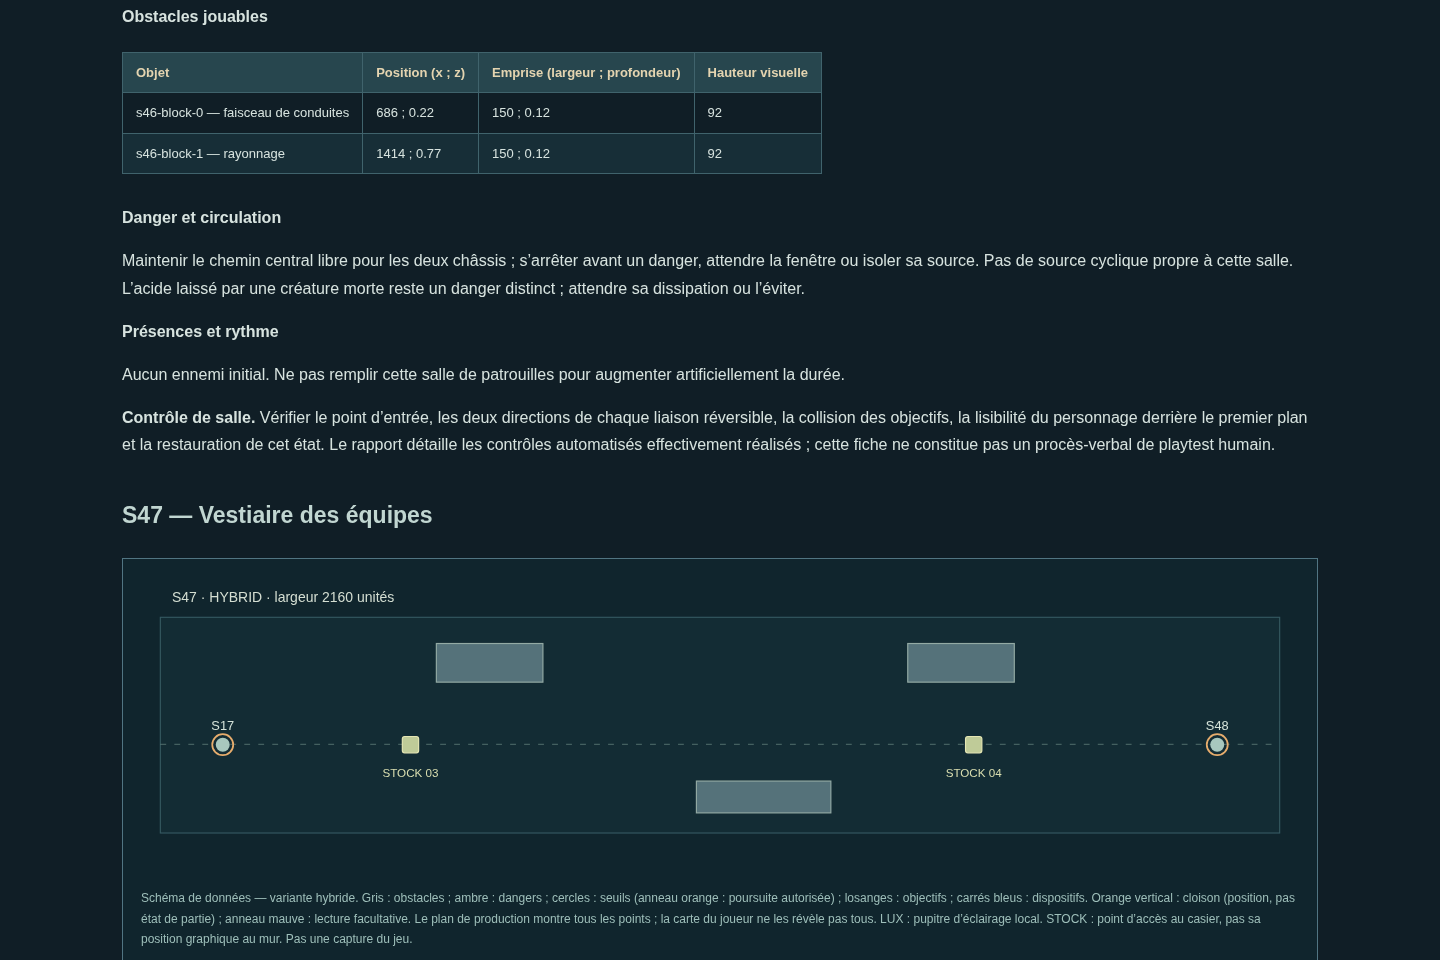 Obstacles jouables
Objet Position (x ; z) Emprise (largeur ; profondeur) Hauteur visuelle
s46-block-0 — faisceau de conduites 686 ; 0.22 150 ; 0.12 92
s46-block-1 — rayonnage 1414 ; 0.77 150 ; 0.12 92
Danger et circulation
Maintenir le chemin central libre pour les deux châssis ; s’arrêter avant un danger, attendre la fenêtre ou isoler sa source. Pas de source cyclique propre à cette salle.
L’acide laissé par une créature morte reste un danger distinct ; attendre sa dissipation ou l’éviter.
Présences et rythme
Aucun ennemi initial. Ne pas remplir cette salle de patrouilles pour augmenter artificiellement la durée.
Contrôle de salle. Vérifier le point d’entrée, les deux directions de chaque liaison réversible, la collision des objectifs, la lisibilité du personnage derrière le premier plan
et la restauration de cet état. Le rapport détaille les contrôles automatisés effectivement réalisés ; cette fiche ne constitue pas un procès-verbal de playtest humain.
S47 — Vestiaire des équipes
S47 · HYBRID · largeur 2160 unités
S17
S48
STOCK 03
STOCK 04
Schéma de données — variante hybride. Gris : obstacles ; ambre : dangers ; cercles : seuils (anneau orange : poursuite autorisée) ; losanges : objectifs ; carrés bleus : dispositifs. Orange vertical : cloison (position, pas
état de partie) ; anneau mauve : lecture facultative. Le plan de production montre tous les points ; la carte du joueur ne les révèle pas tous. LUX : pupitre d’éclairage local. STOCK : point d’accès au casier, pas sa
position graphique au mur. Pas une capture du jeu.